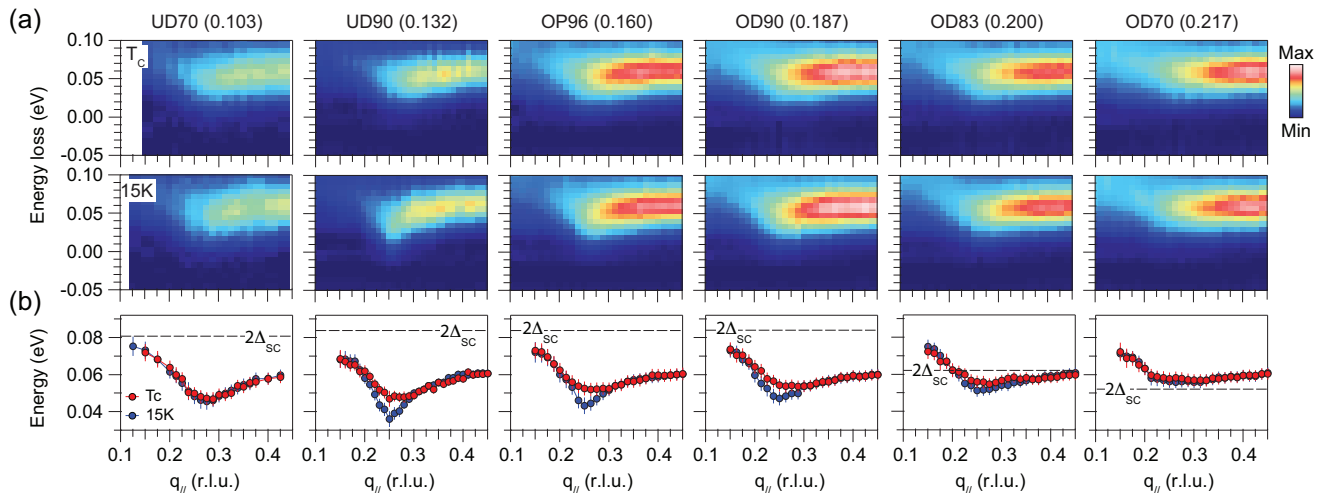 (a) UD70 (0.103) UD90 (0.132) OP96 (0.160) OD90 (0.187) OD83 (0.200) OD70 (0.217)
0.10
T_C
0.05
0.00
-0.05
Energy loss (eV)
Max
Min
0.10
15K
0.05
0.00
-0.05
(b)
0.08
0.06
0.04
Energy (eV)
2Δ_SC 2Δ_SC 2Δ_SC 2Δ_SC 2Δ_SC 2Δ_SC
Tc
15K
0.1 0.2 0.3 0.4 0.1 0.2 0.3 0.4 0.1 0.2 0.3 0.4 0.1 0.2 0.3 0.4 0.1 0.2 0.3 0.4 0.1 0.2 0.3 0.4
q_// (r.l.u.) q_// (r.l.u.) q_// (r.l.u.) q_// (r.l.u.) q_// (r.l.u.) q_// (r.l.u.)